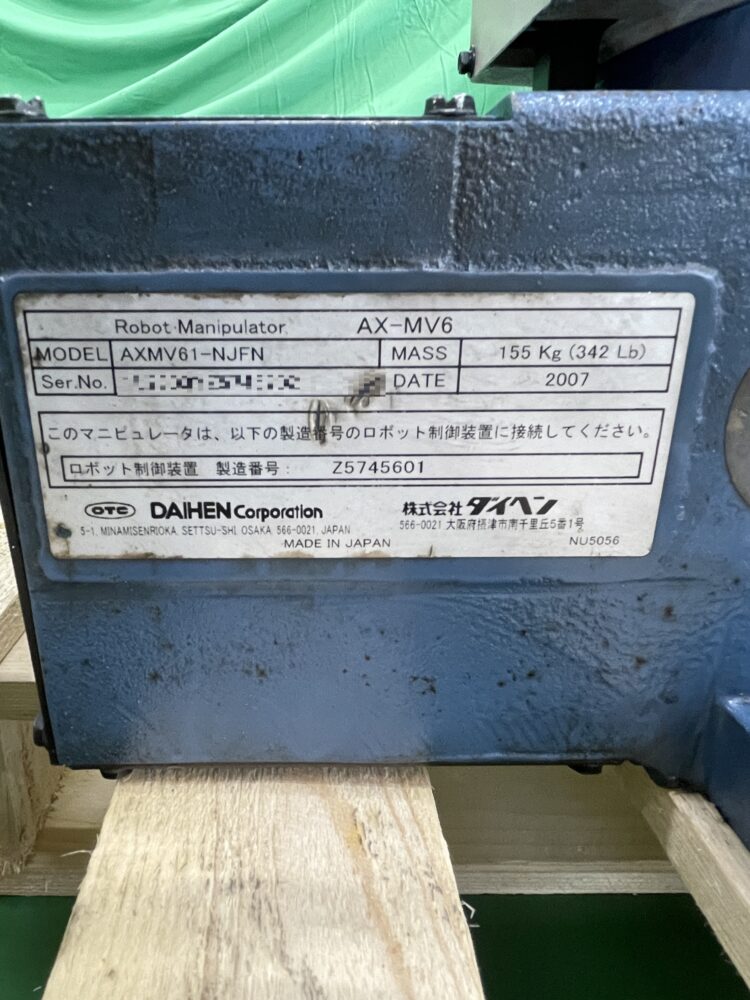 Robot Manipulator AX-MV6
MODEL AXMV61-NJFN MASS 155 Kg (342 Lb)
Ser.No. DATE 2007
このマニピュレータは、以下の製造番号のロボット制御装置に接続してください。
ロボット制御装置 製造番号: Z5745601
OTC DAIHEN Corporation 株式会社 ダイヘン
5-1, MINAMISENRIOKA, SETTSU-SHI, OSAKA 566-0021, JAPAN 566-0021 大阪府摂津市南千里丘5番1号
MADE IN JAPAN NU5056